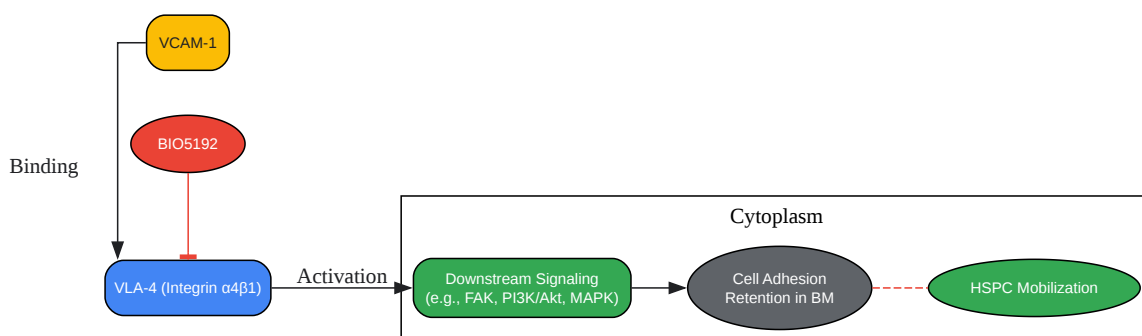 VCAM-1
BIO5192
Binding
Cytoplasm
VLA-4 (Integrin α4β1)
Activation
Downstream Signaling
(e.g., FAK, PI3K/Akt, MAPK)
Cell Adhesion
Retention in BM
HSPC Mobilization